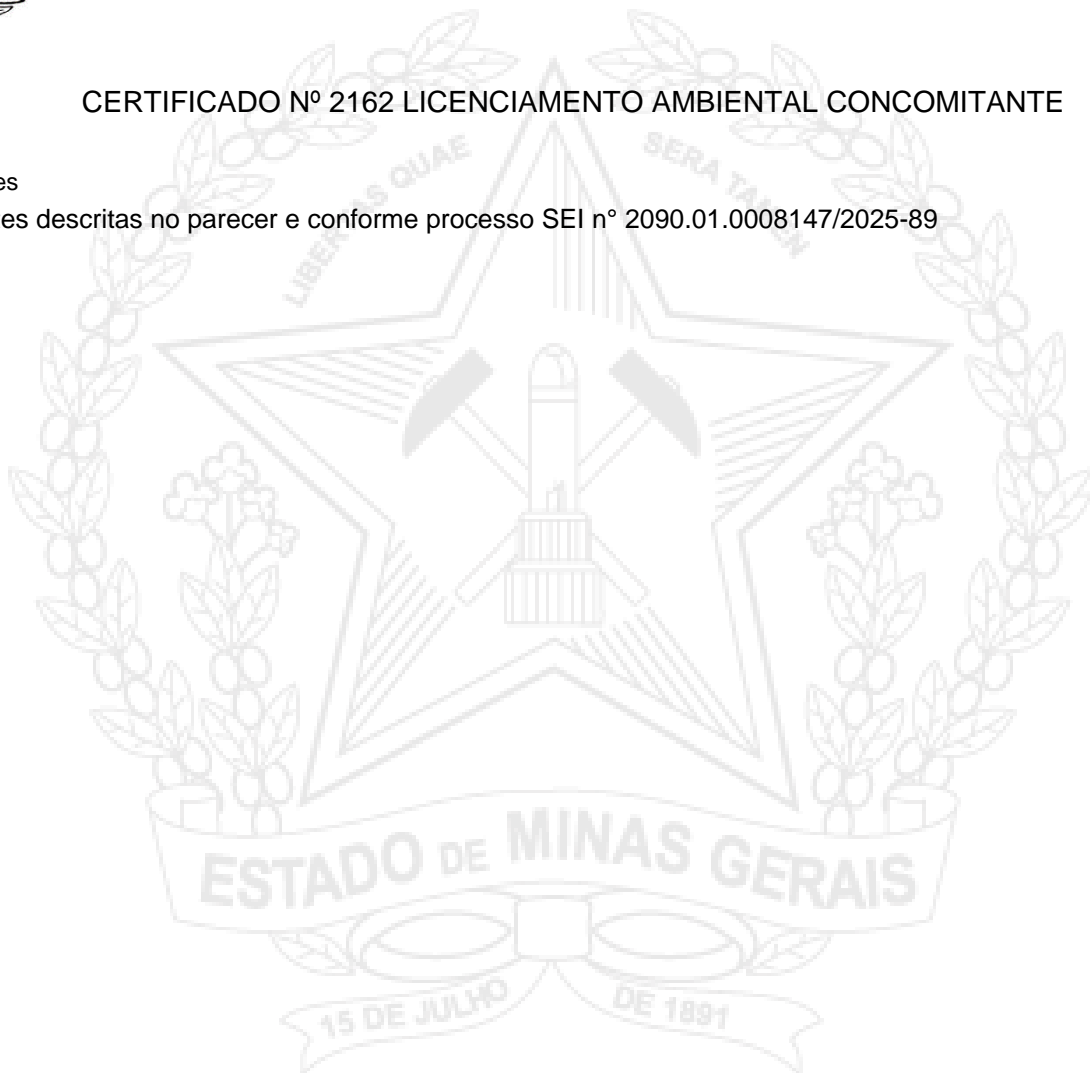 CERTIFICADO Nº 2162 LICENCIAMENTO AMBIENTAL CONCOMITANTE
es
es descritas no parecer e conforme processo SEI n° 2090.01.0008147/2025-89
LIBERTAS QUAE SERA TAMEN
ESTADO DE MINAS GERAIS
15 DE JULHO DE 1891